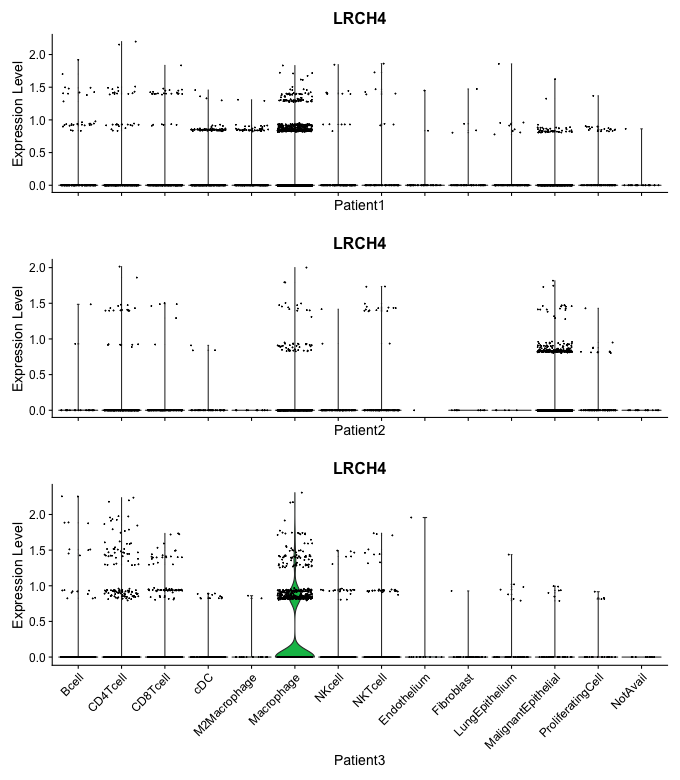 LRCH4
Expression Level
2.0
1.5
1.0
0.5
0.0
Patient1
LRCH4
Expression Level
2.0
1.5
1.0
0.5
0.0
Patient2
LRCH4
Expression Level
2.0
1.5
1.0
0.5
0.0
Bcell
CD4Tcell
CD8Tcell
cDC
M2Macrophage
Macrophage
NKcell
NKTcell
Endothelium
Fibroblast
LungEpithelium
MalignantEpithelial
ProliferatingCell
NotAvail
Patient3